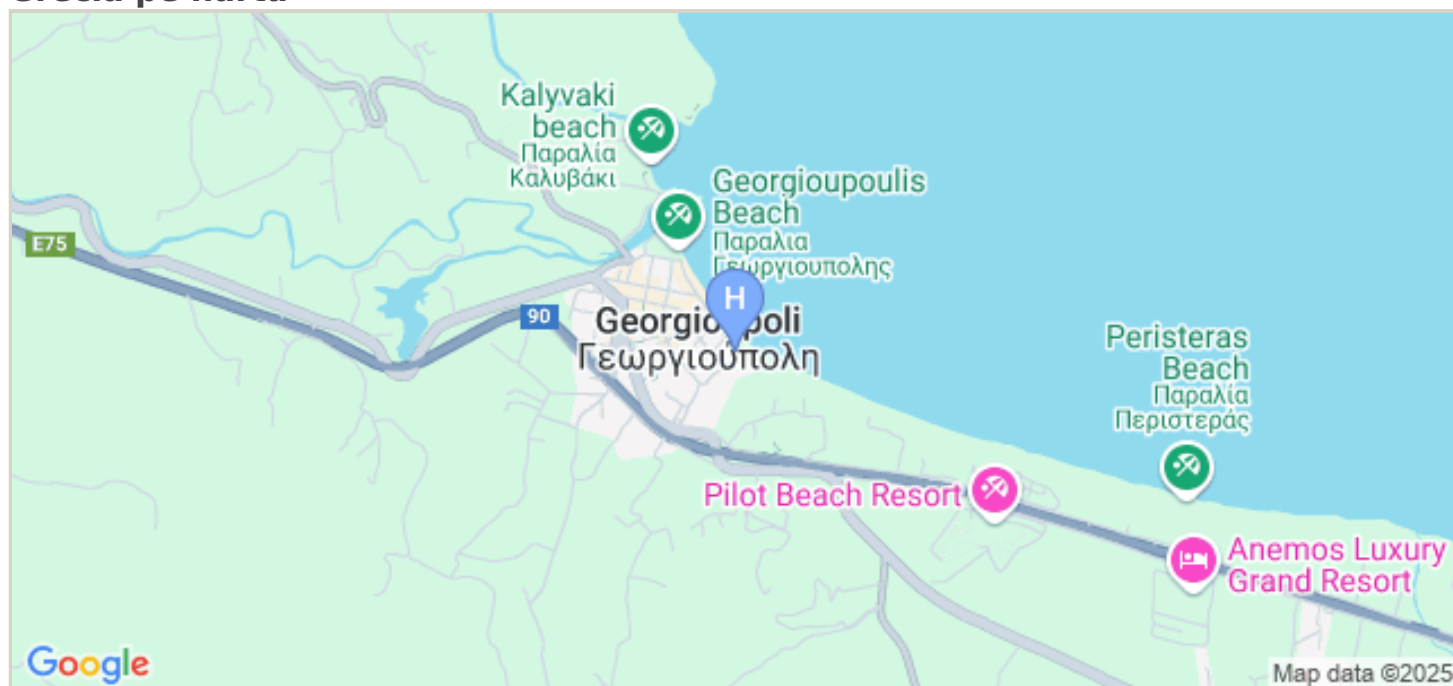 Kalyvaki
beach
Παραλία
Καλυβάκι
Georgioupoulis
Beach
Παραλια
Γεωργιουπολης
E75
H
90
Georgioupoli
Γεωργιούπολη
Peristeras
Beach
Παραλία
Περιστεράς
Pilot Beach Resort
Anemos Luxury
Grand Resort
Google
Map data ©2025